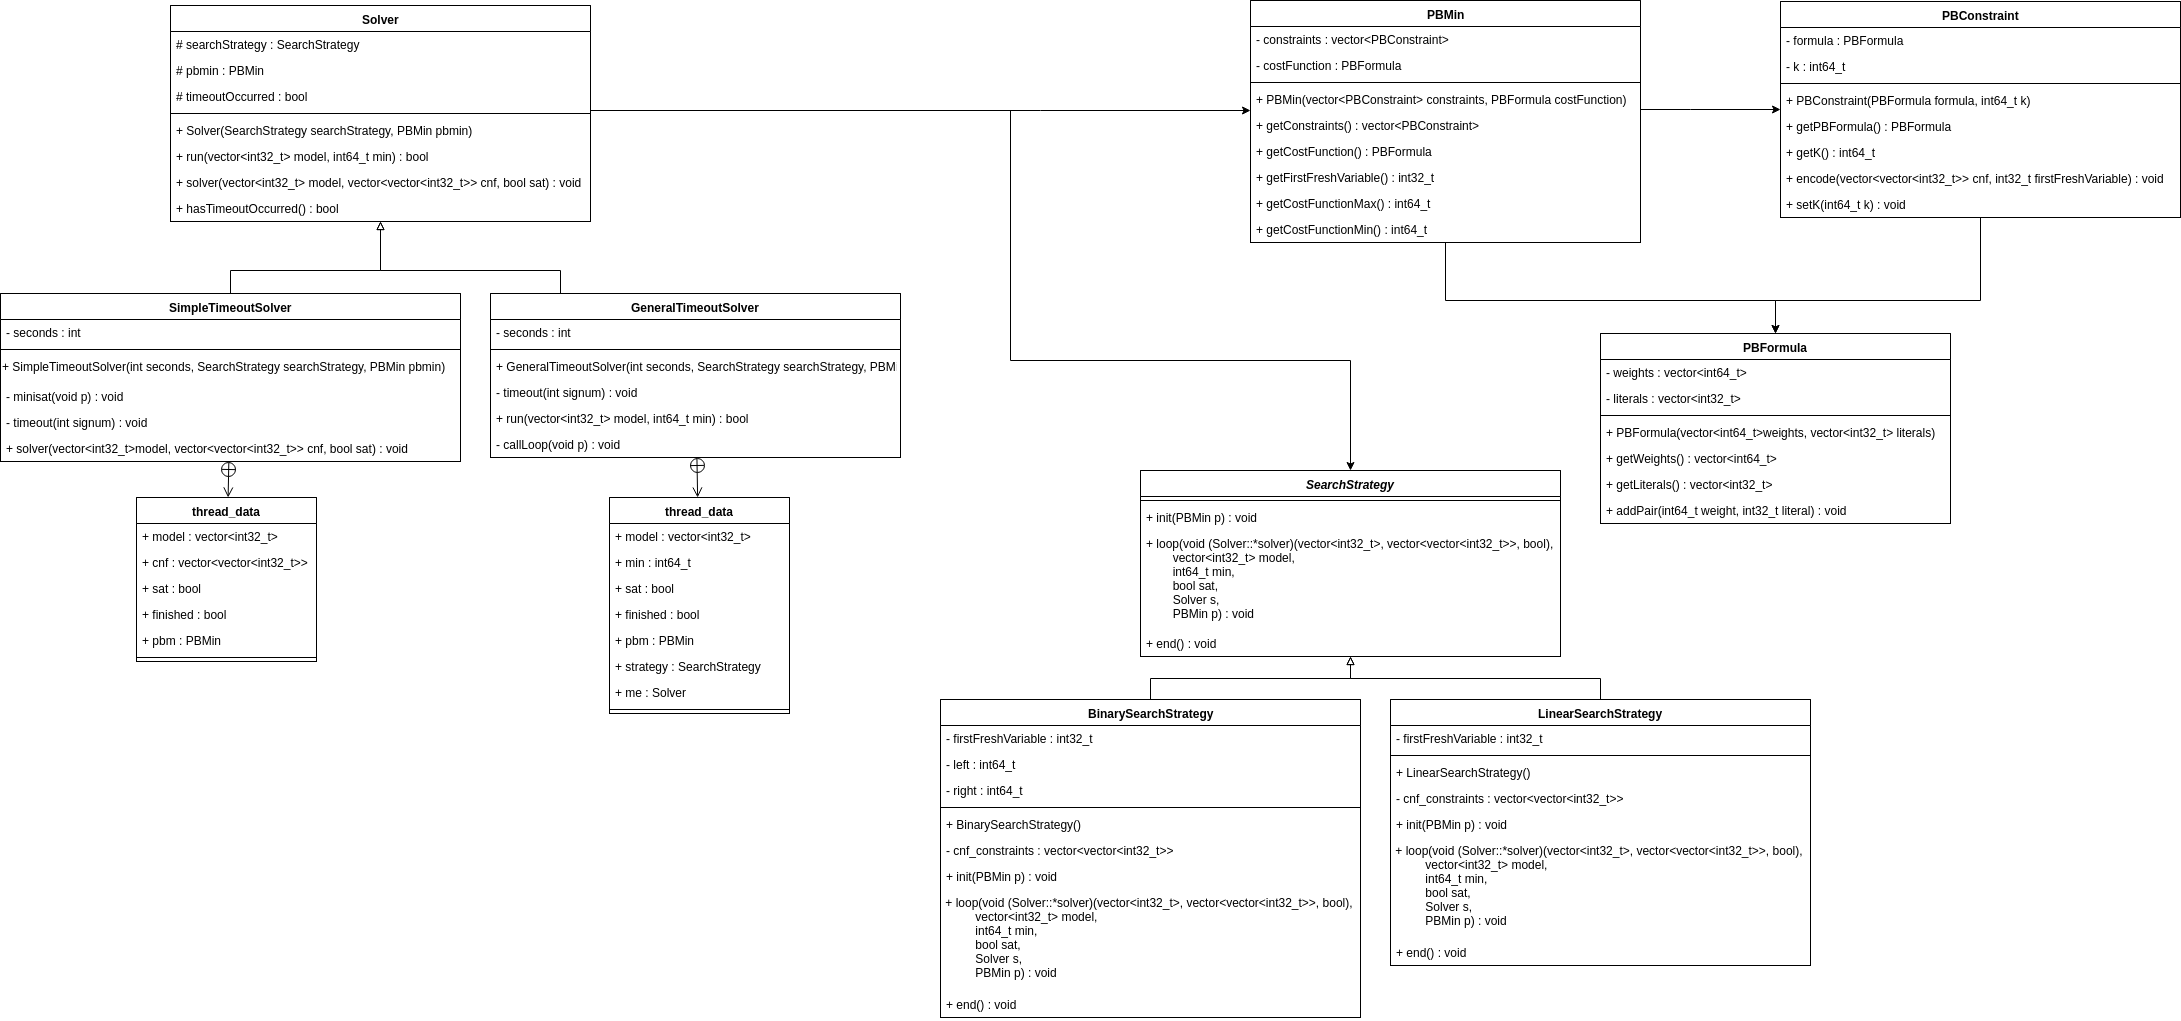 Solver
# searchStrategy : SearchStrategy
# pbmin : PBMin
# timeoutOccurred : bool
+ Solver(SearchStrategy searchStrategy, PBMin pbmin)
+ run(vector<int32_t> model, int64_t min) : bool
+ solver(vector<int32_t> model, vector<vector<int32_t>> cnf, bool sat) : void
+ hasTimeoutOccurred() : bool
PBMin
- constraints : vector<PBConstraint>
- costFunction : PBFormula
+ PBMin(vector<PBConstraint> constraints, PBFormula costFunction)
+ getConstraints() : vector<PBConstraint>
+ getCostFunction() : PBFormula
+ getFirstFreshVariable() : int32_t
+ getCostFunctionMax() : int64_t
+ getCostFunctionMin() : int64_t
PBConstraint
- formula : PBFormula
- k : int64_t
+ PBConstraint(PBFormula formula, int64_t k)
+ getPBFormula() : PBFormula
+ getK() : int64_t
+ encode(vector<vector<int32_t>> cnf, int32_t firstFreshVariable) : void
+ setK(int64_t k) : void
SimpleTimeoutSolver
- seconds : int
+ SimpleTimeoutSolver(int seconds, SearchStrategy searchStrategy, PBMin pbmin)
- minisat(void p) : void
- timeout(int signum) : void
+ solver(vector<int32_t>model, vector<vector<int32_t>> cnf, bool sat) : void
GeneralTimeoutSolver
- seconds : int
+ GeneralTimeoutSolver(int seconds, SearchStrategy searchStrategy, PBM
- timeout(int signum) : void
+ run(vector<int32_t> model, int64_t min) : bool
- callLoop(void p) : void
PBFormula
- weights : vector<int64_t>
- literals : vector<int32_t>
+ PBFormula(vector<int64_t>weights, vector<int32_t> literals)
+ getWeights() : vector<int64_t>
+ getLiterals() : vector<int32_t>
+ addPair(int64_t weight, int32_t literal) : void
thread_data
+ model : vector<int32_t>
+ cnf : vector<vector<int32_t>>
+ sat : bool
+ finished : bool
+ pbm : PBMin
thread_data
+ model : vector<int32_t>
+ min : int64_t
+ sat : bool
+ finished : bool
+ pbm : PBMin
+ strategy : SearchStrategy
+ me : Solver
SearchStrategy
+ init(PBMin p) : void
+ loop(void (Solver::*solver)(vector<int32_t>, vector<vector<int32_t>>, bool),
vector<int32_t> model,
int64_t min,
bool sat,
Solver s,
PBMin p) : void
+ end() : void
BinarySearchStrategy
- firstFreshVariable : int32_t
- left : int64_t
- right : int64_t
+ BinarySearchStrategy()
- cnf_constraints : vector<vector<int32_t>>
+ init(PBMin p) : void
+ loop(void (Solver::*solver)(vector<int32_t>, vector<vector<int32_t>>, bool),
vector<int32_t> model,
int64_t min,
bool sat,
Solver s,
PBMin p) : void
+ end() : void
LinearSearchStrategy
- firstFreshVariable : int32_t
+ LinearSearchStrategy()
- cnf_constraints : vector<vector<int32_t>>
+ init(PBMin p) : void
+ loop(void (Solver::*solver)(vector<int32_t>, vector<vector<int32_t>>, bool),
vector<int32_t> model,
int64_t min,
bool sat,
Solver s,
PBMin p) : void
+ end() : void